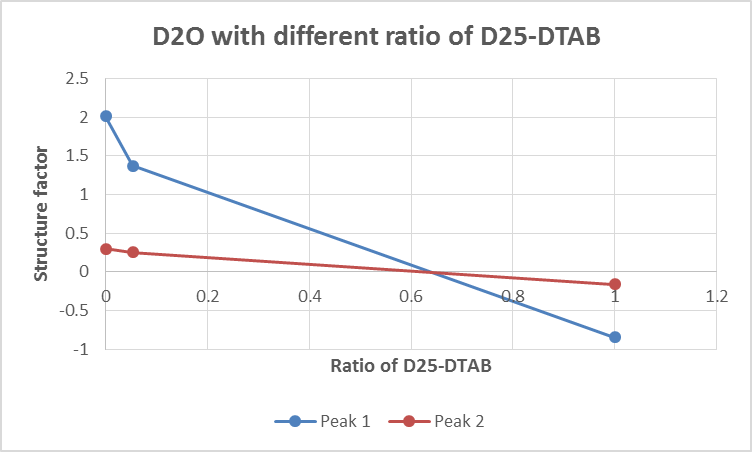 D2O with different ratio of D25-DTAB
2.5
2
1.5
1
0.5
0
-0.5
-1
0 0.2 0.4 0.6 0.8 1 1.2
Structure factor
Ratio of D25-DTAB
Peak 1 Peak 2